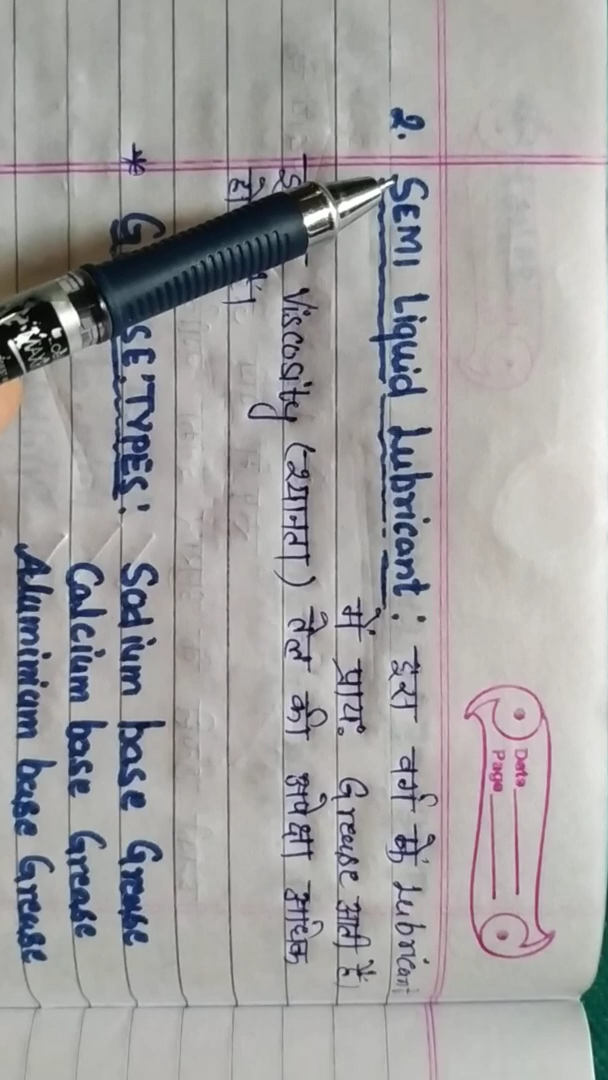 Date
Page
2. SEMI Liquid Lubricant : इस वर्ग में Lubricant
में प्रायः Grease आती है।
Viscosity (श्यानता) तेल की अपेक्षा अधिक
* TYPES : Sodium base Grease
Calcium base Grease
Aluminium base Grease